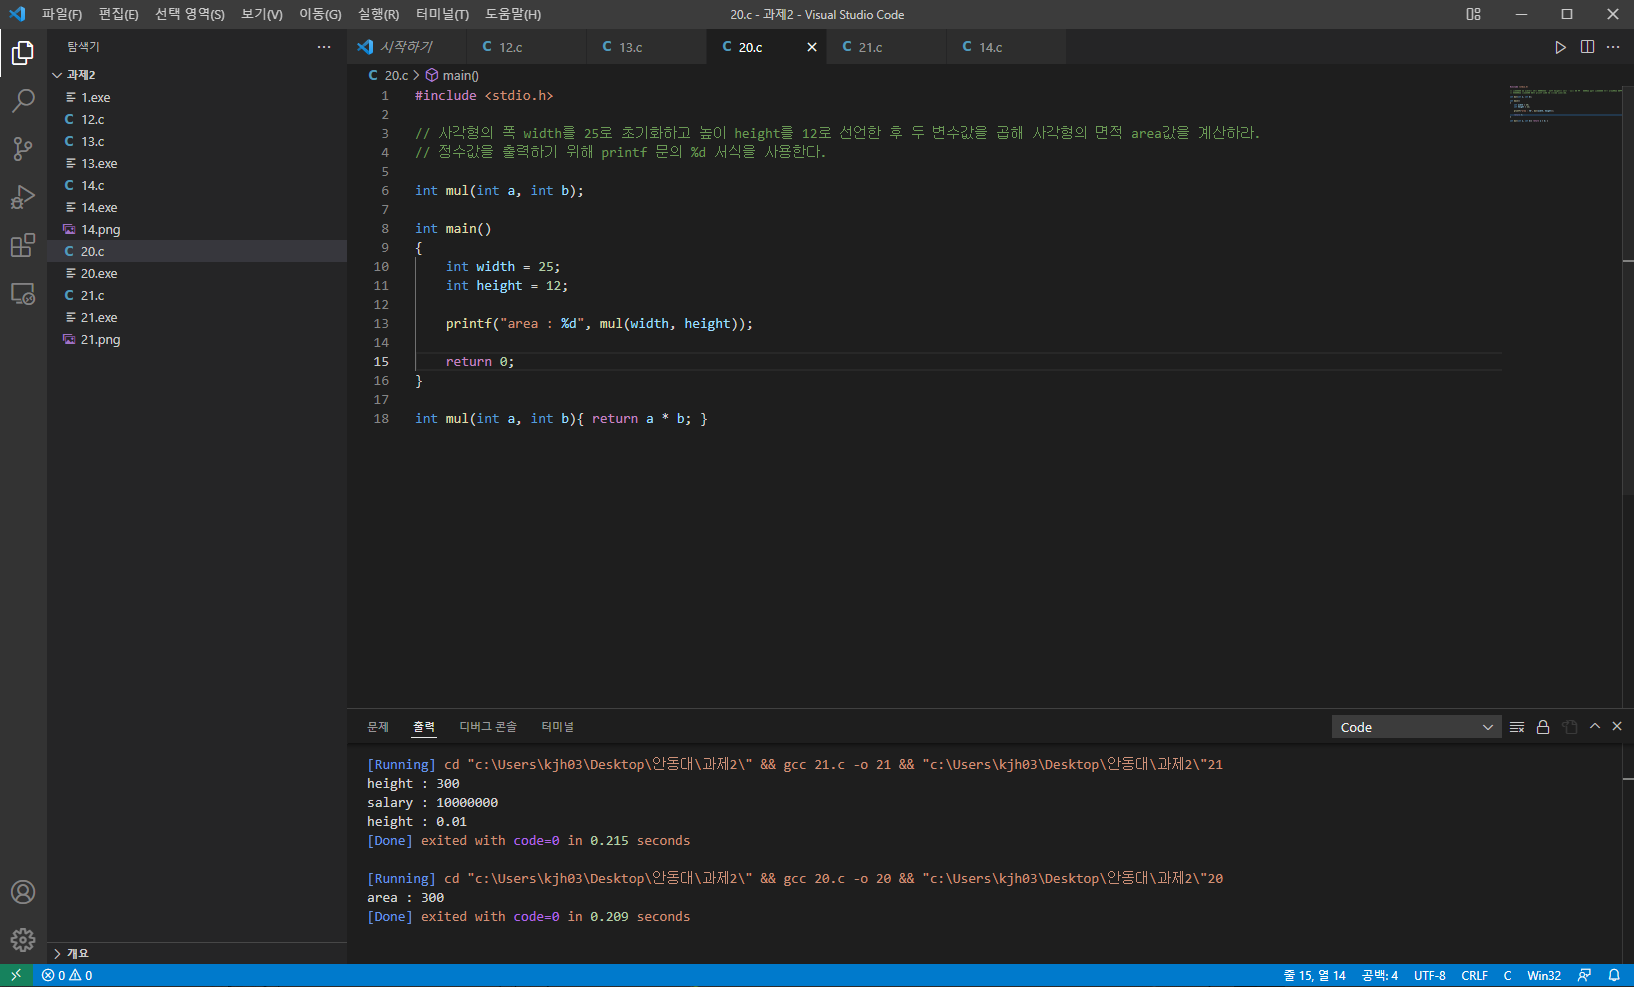 파일(F) 편집(E) 선택 영역(S) 보기(V) 이동(G) 실행(R) 터미널(T) 도움말(H) 20.c - 과제2 - Visual Studio Code
탐색기
과제2
1.exe
12.c
13.c
13.exe
14.c
14.exe
14.png
20.c
20.exe
21.c
21.exe
21.png
개요
시작하기 12.c 13.c 20.c 21.c 14.c
20.c > main()
1 #include <stdio.h>
2
3 // 사각형의 폭 width를 25로 초기화하고 높이 height를 12로 선언한 후 두 변수값을 곱해 사각형의 면적 area값을 계산하라.
4 // 정수값을 출력하기 위해 printf 문의 %d 서식을 사용한다.
5
6 int mul(int a, int b);
7
8 int main()
9 {
10 int width = 25;
11 int height = 12;
12
13 printf("area : %d", mul(width, height));
14
15 return 0;
16 }
17
18 int mul(int a, int b){ return a * b; }
문제 출력 디버그 콘솔 터미널 Code
[Running] cd "c:\Users\kjh03\Desktop\안동대\과제2\" && gcc 21.c -o 21 && "c:\Users\kjh03\Desktop\안동대\과제2\"21
height : 300
salary : 10000000
height : 0.01
[Done] exited with code=0 in 0.215 seconds
[Running] cd "c:\Users\kjh03\Desktop\안동대\과제2\" && gcc 20.c -o 20 && "c:\Users\kjh03\Desktop\안동대\과제2\"20
area : 300
[Done] exited with code=0 in 0.209 seconds
0 0 줄 15, 열 14 공백: 4 UTF-8 CRLF C Win32